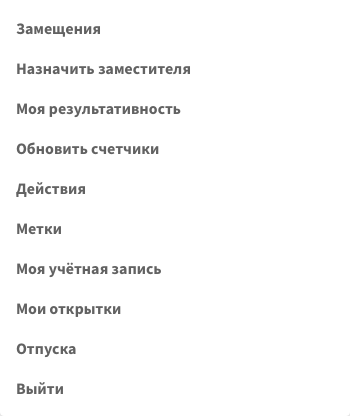 Замещения
Назначить заместителя
Моя результативность
Обновить счетчики
Действия
Метки
Моя учётная запись
Мои открытки
Отпуска
Выйти